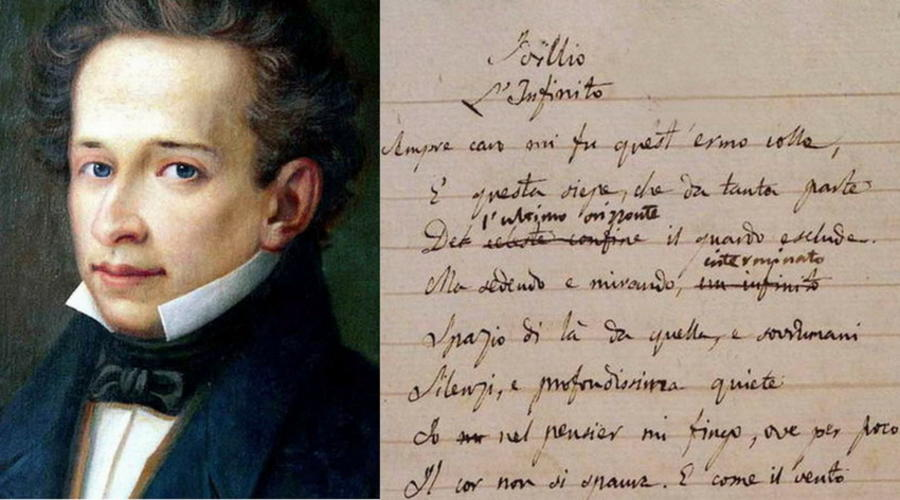 Idillio
L'Infinito
Sempre caro mi fu quest'ermo colle,
E questa siepe, che da tanta parte
l'ultimo orizzonte
Del celeste confine il guardo esclude.
interminato
Ma sedendo e mirando, un infinito
Spazio di là da quella, e sovrumani
Silenzi, e profondissima quiete
Io nel pensier mi fingo, ove per poco
Il cor non si spaura. E come il vento